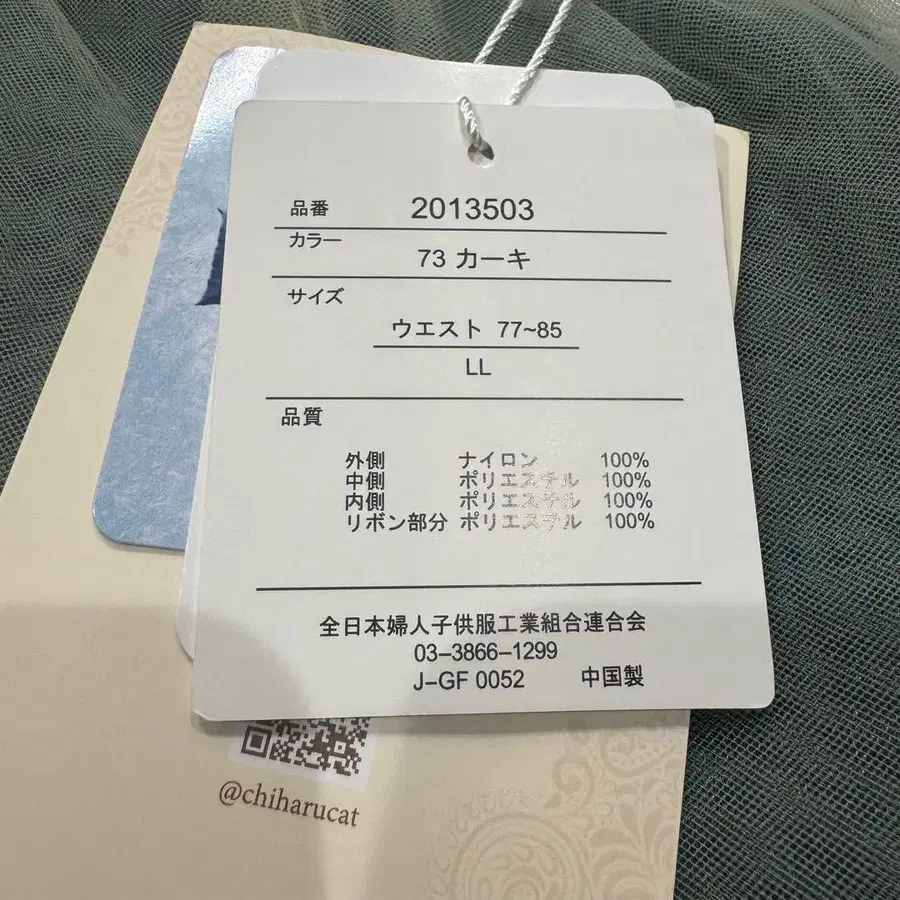 品番 2013503
カラー
73 カーキ
サイズ
ウエスト 77~85
LL
品質
外側 ナイロン 100%
中側 ポリエステル 100%
内側 ポリエステル 100%
リボン部分 ポリエステル 100%
全日本婦人子供服工業組合連合会
03-3866-1299
J-GF 0052 中国製
@chiharucat